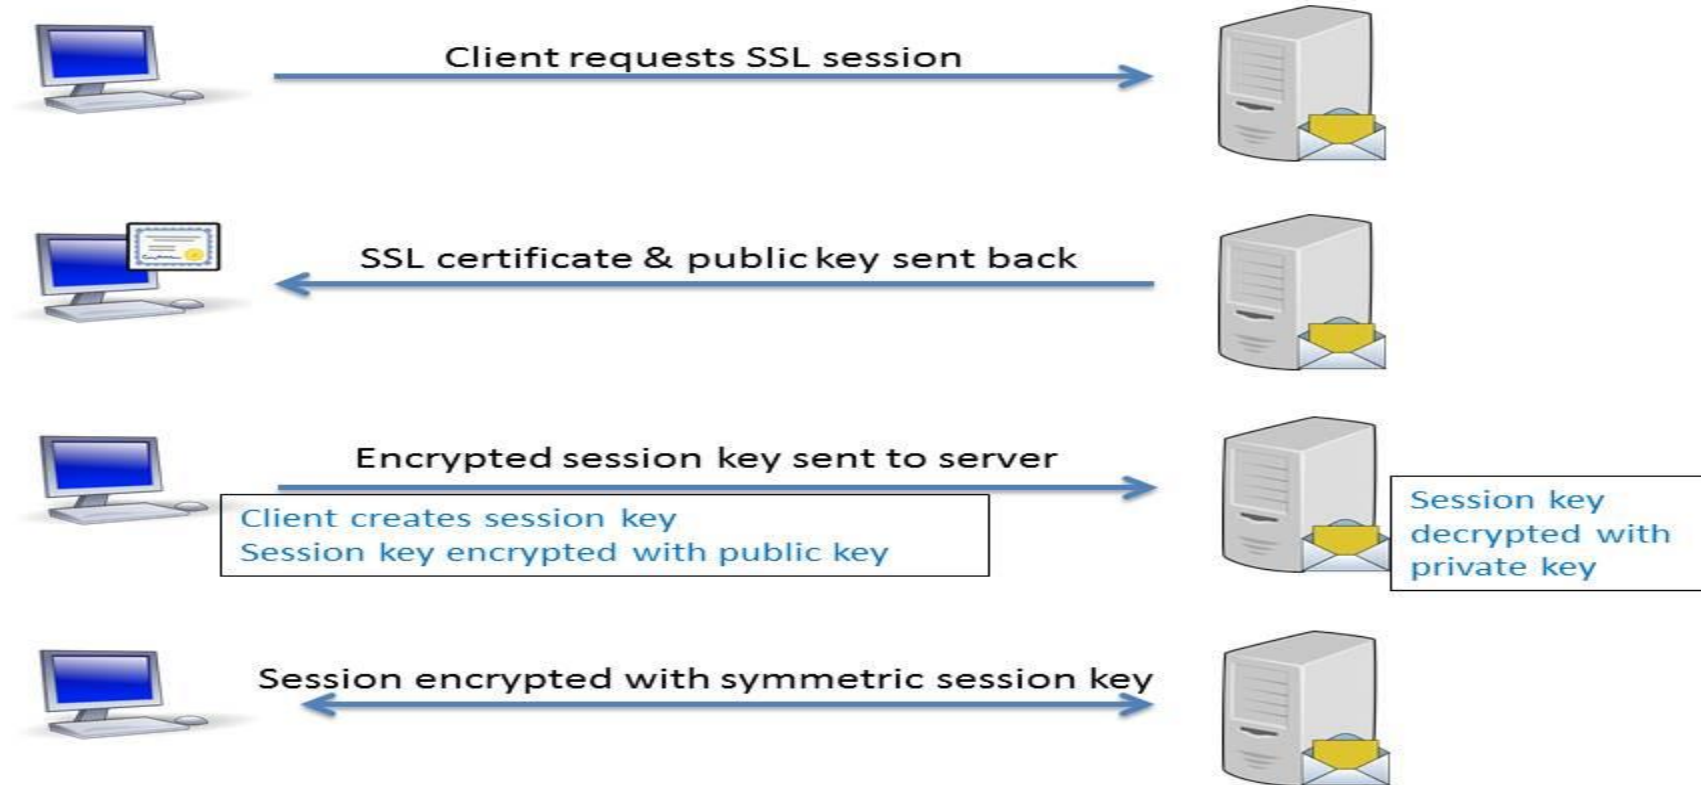 Client requests SSL session
SSL certificate & public key sent back
Encrypted session key sent to server
Client creates session key
Session key encrypted with public key
Session key
decrypted with
private key
Session encrypted with symmetric session key